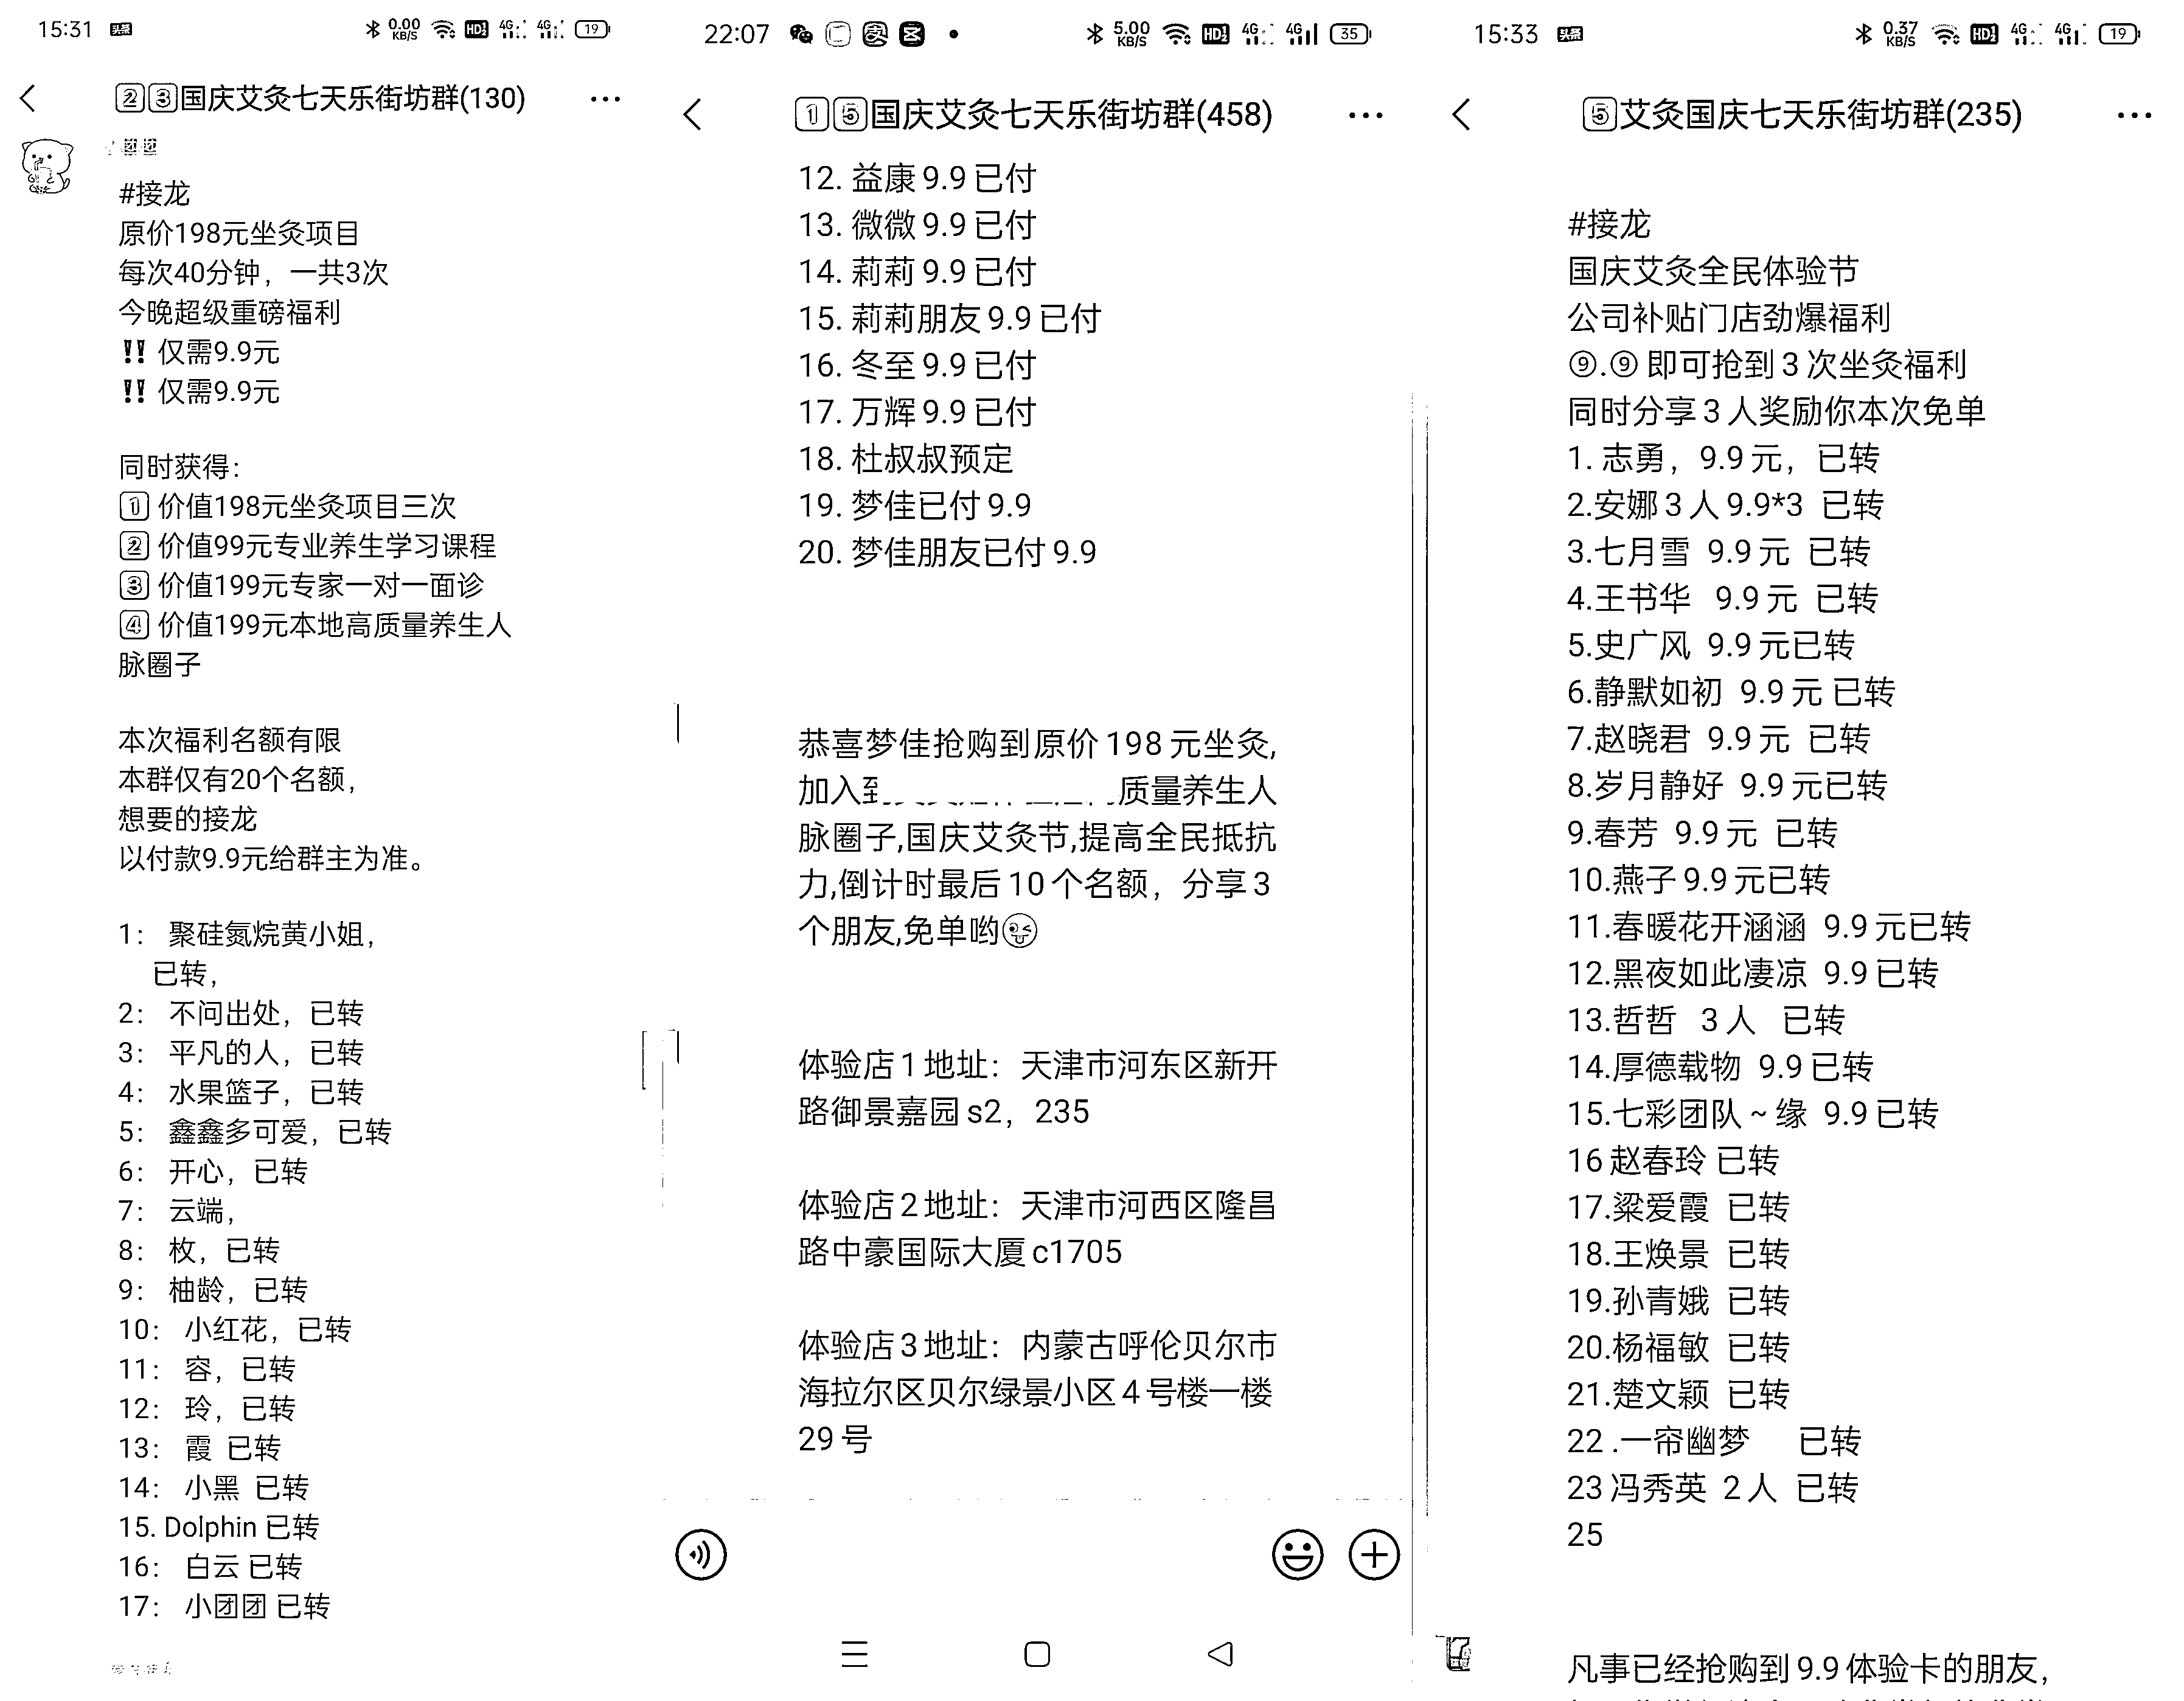 15:31
0.00 KB/S
HD
4G
4G
19
2 3 国庆艾灸七天乐街坊群(130)
#接龙
原价198元坐灸项目
每次40分钟，一共3次
今晚超级重磅福利
‼️ 仅需9.9元
‼️ 仅需9.9元
同时获得：
1 价值198元坐灸项目三次
2 价值99元专业养生学习课程
3 价值199元专家一对一面诊
4 价值199元本地高质量养生人
脉圈子
本次福利名额有限
本群仅有20个名额，
想要的接龙
以付款9.9元给群主为准。
1： 聚硅氮烷黄小姐，
已转，
2： 不问出处，已转
3： 平凡的人，已转
4： 水果篮子，已转
5： 鑫鑫多可爱，已转
6： 开心，已转
7： 云端，
8： 枚，已转
9： 柚龄，已转
10： 小红花，已转
11： 容，已转
12： 玲，已转
13： 霞 已转
14： 小黑 已转
15. Dolphin 已转
16： 白云 已转
17： 小团团 已转
22:07
5.00 KB/S
HD
4G
4G
35
1 5 国庆艾灸七天乐街坊群(458)
12. 益康 9.9 已付
13. 微微 9.9 已付
14. 莉莉 9.9 已付
15. 莉莉朋友 9.9 已付
16. 冬至 9.9 已付
17. 万辉 9.9 已付
18. 杜叔叔预定
19. 梦佳已付 9.9
20. 梦佳朋友已付 9.9
恭喜梦佳抢购到原价 198 元坐灸,
加入到 质量养生人
脉圈子,国庆艾灸节,提高全民抵抗
力,倒计时最后 10 个名额，分享 3
个朋友,免单哟😜
体验店 1 地址：天津市河东区新开
路御景嘉园 s2，235
体验店 2 地址：天津市河西区隆昌
路中豪国际大厦 c1705
体验店 3 地址：内蒙古呼伦贝尔市
海拉尔区贝尔绿景小区 4 号楼一楼
29 号
15:33
0.37 KB/S
HD
4G
4G
19
5 艾灸国庆七天乐街坊群(235)
#接龙
国庆艾灸全民体验节
公司补贴门店劲爆福利
⑨.⑨ 即可抢到 3 次坐灸福利
同时分享 3 人奖励你本次免单
1. 志勇，9.9 元，已转
2.安娜 3 人 9.9*3 已转
3.七月雪 9.9 元 已转
4.王书华 9.9 元 已转
5.史广风 9.9 元已转
6.静默如初 9.9 元 已转
7.赵晓君 9.9 元 已转
8.岁月静好 9.9 元已转
9.春芳 9.9 元 已转
10.燕子 9.9 元已转
11.春暖花开涵涵 9.9 元已转
12.黑夜如此凄凉 9.9 已转
13.哲哲 3 人 已转
14.厚德载物 9.9 已转
15.七彩团队 ~ 缘 9.9 已转
16 赵春玲 已转
17.粱爱霞 已转
18.王焕景 已转
19.孙青娥 已转
20.杨福敏 已转
21.楚文颖 已转
22 .一帘幽梦 已转
23 冯秀英 2 人 已转
25
凡事已经抢购到 9.9 体验卡的朋友，